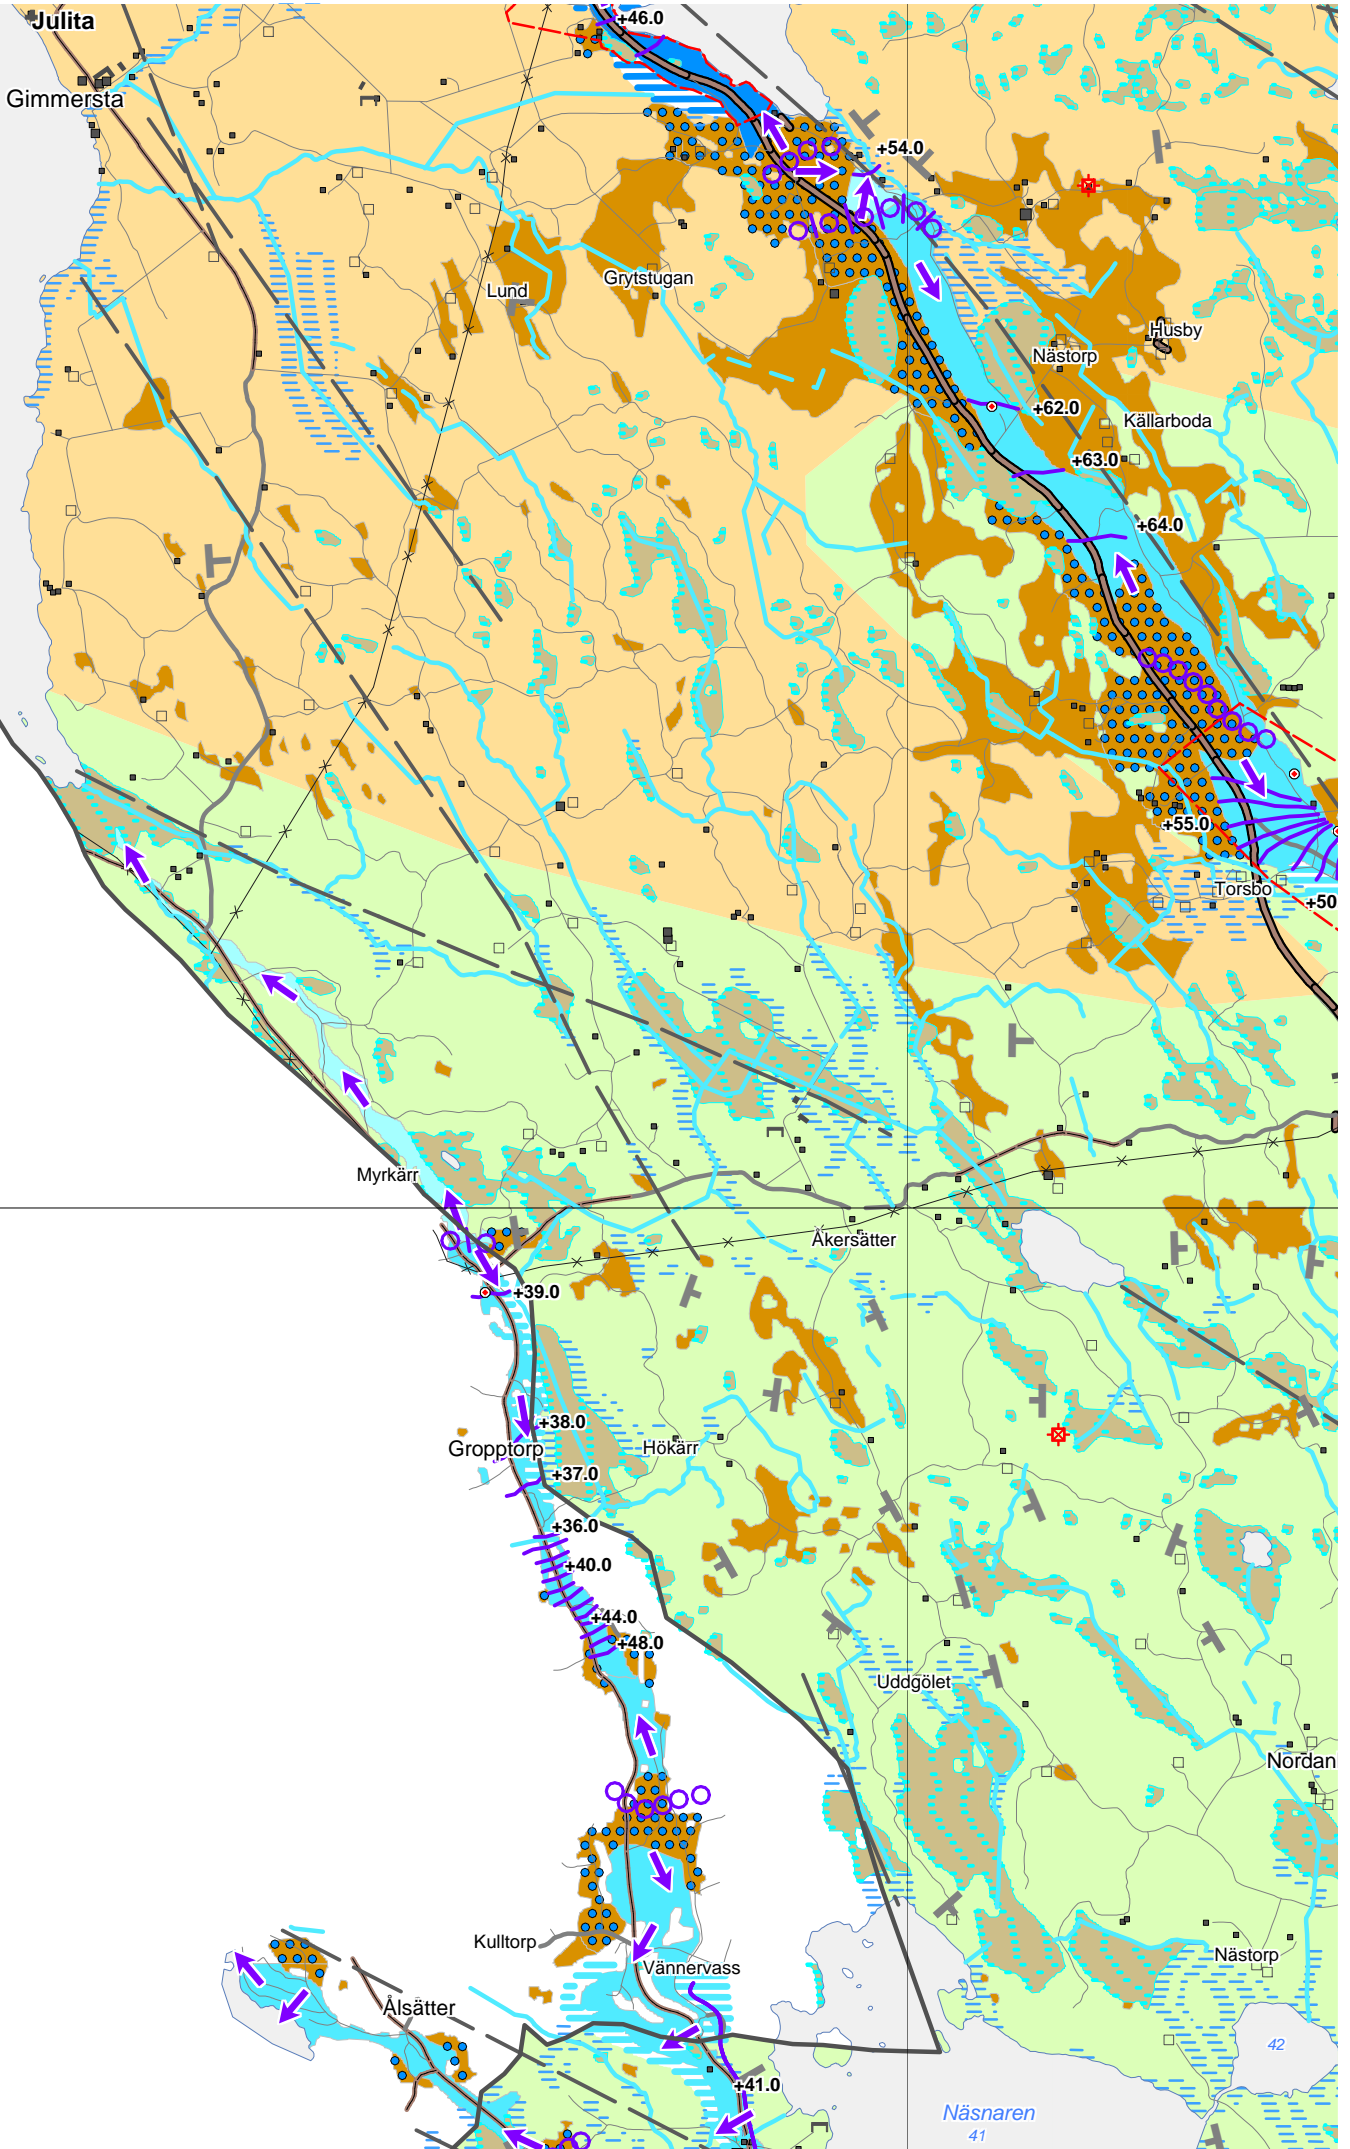 Julita
+46.0
Gimmersta
+54.0
Grytstugan
Lund
Husby
Nästorp
+62.0
Källarboda
+63.0
+64.0
+55.0
Torsbo
+50
Myrkärr
Åkersätter
+39.0
+38.0
Gropptorp
Hökärr
+37.0
+36.0
+40.0
+44.0
+48.0
Uddgölet
Nordan
Kulltorp
Vännervass
Nästorp
Ålsätter
42
+41.0
Näsnaren
41